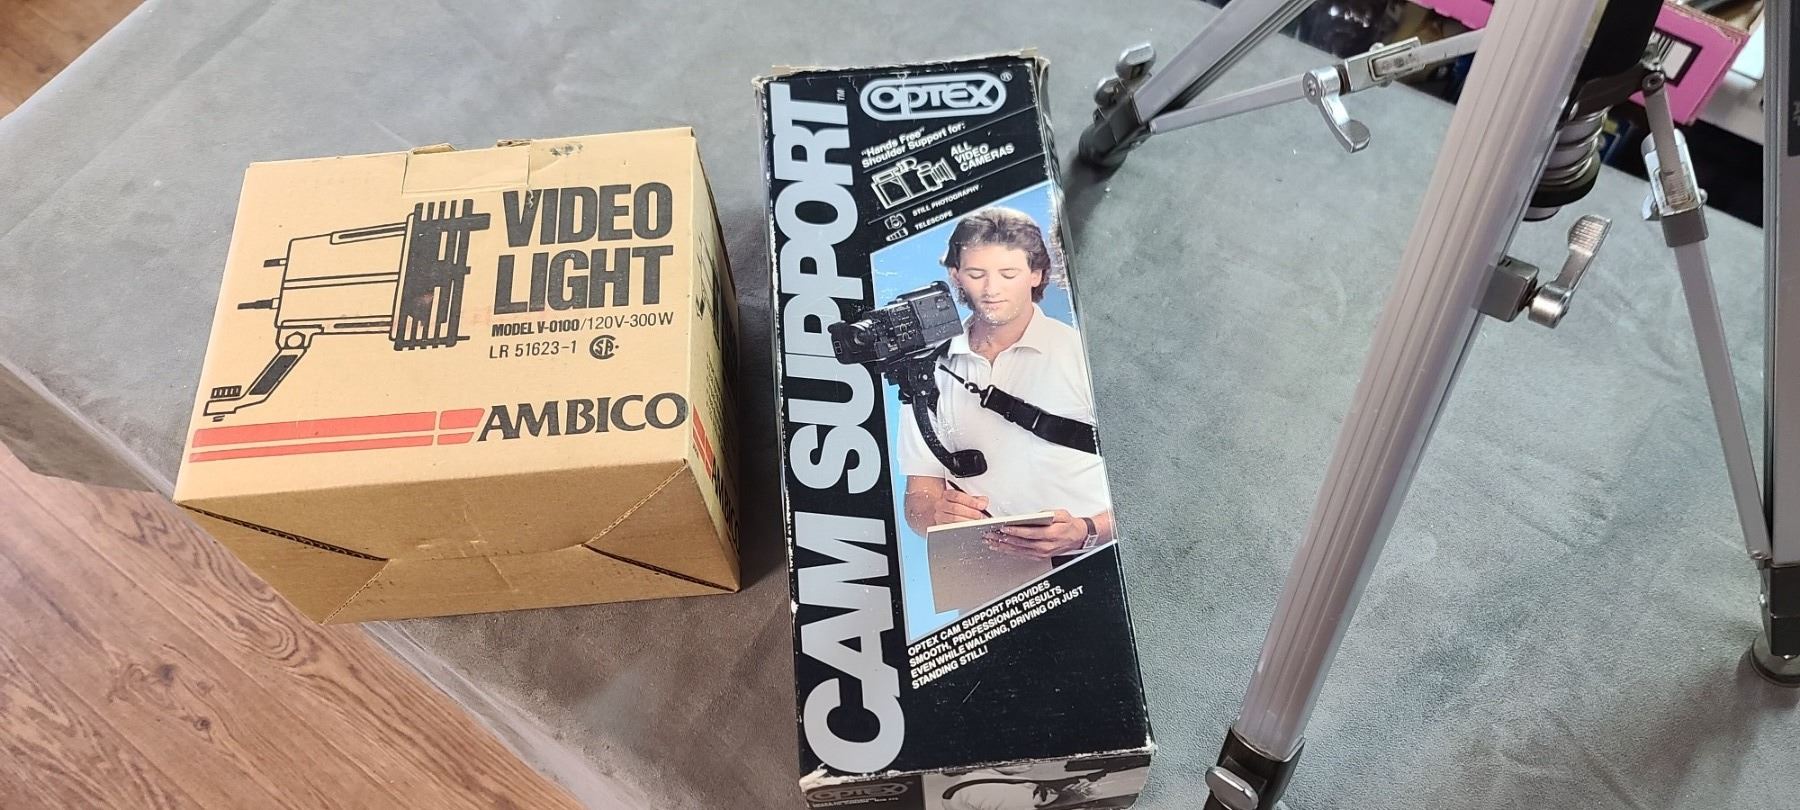 VIDEO
LIGHT
MODEL V-0100/120V-300W
LR 51623-1
AMBICO
CAM SUPPORT™
OPTEX®
"Hands Free"
Shoulder Support for:
ALL
VIDEO
CAMERAS
STILL PHOTOGRAPHY
TELESCOPE
OPTEX CAM SUPPORT PROVIDES
SMOOTH, PROFESSIONAL RESULTS,
EVEN WHILE WALKING, DRIVING OR JUST
STANDING STILL!
OPTEX